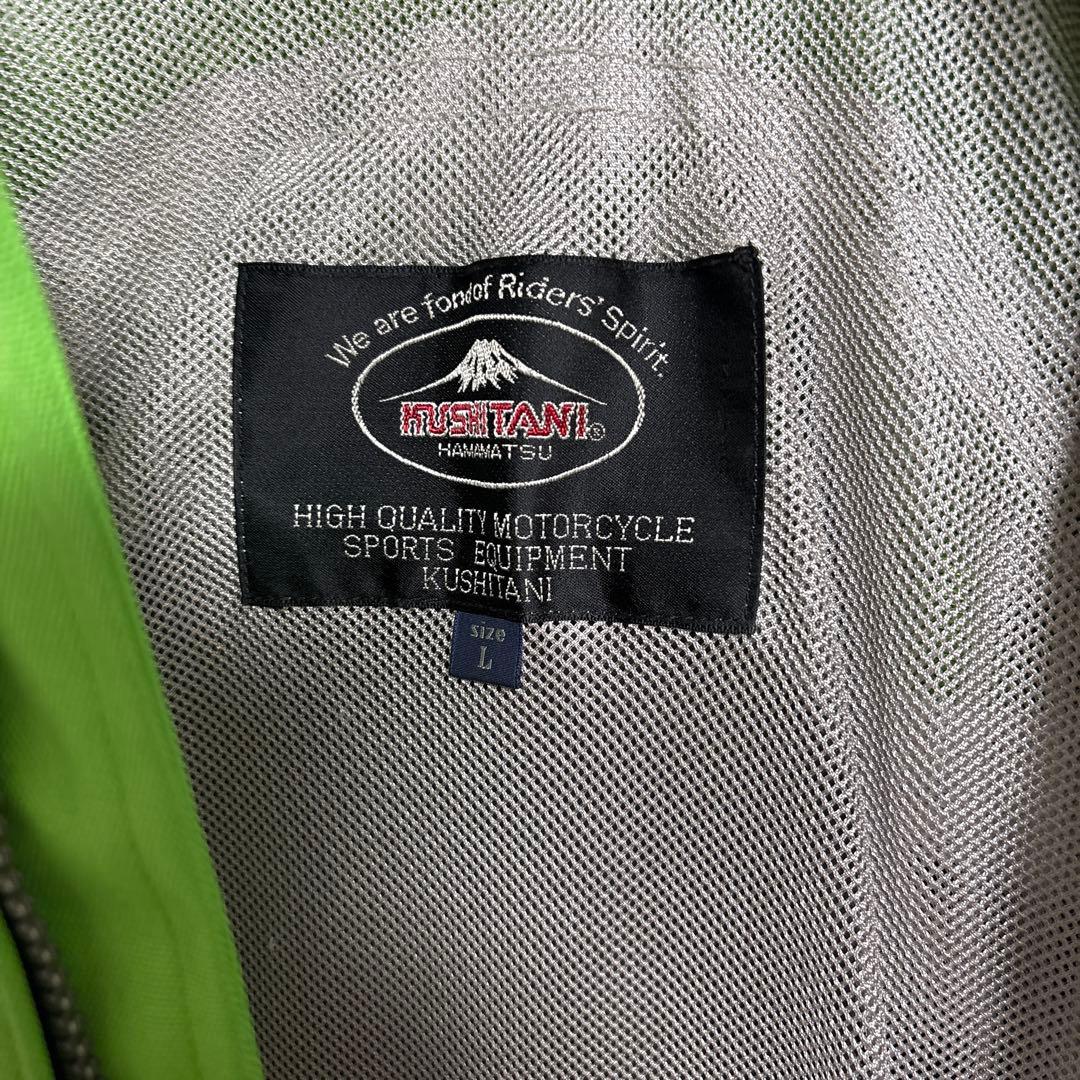 We are fond of Riders' Spirit.
KUSHITANI®
HAMAMATSU
HIGH QUALITY MOTORCYCLE
SPORTS EQUIPMENT
KUSHITANI
size
L